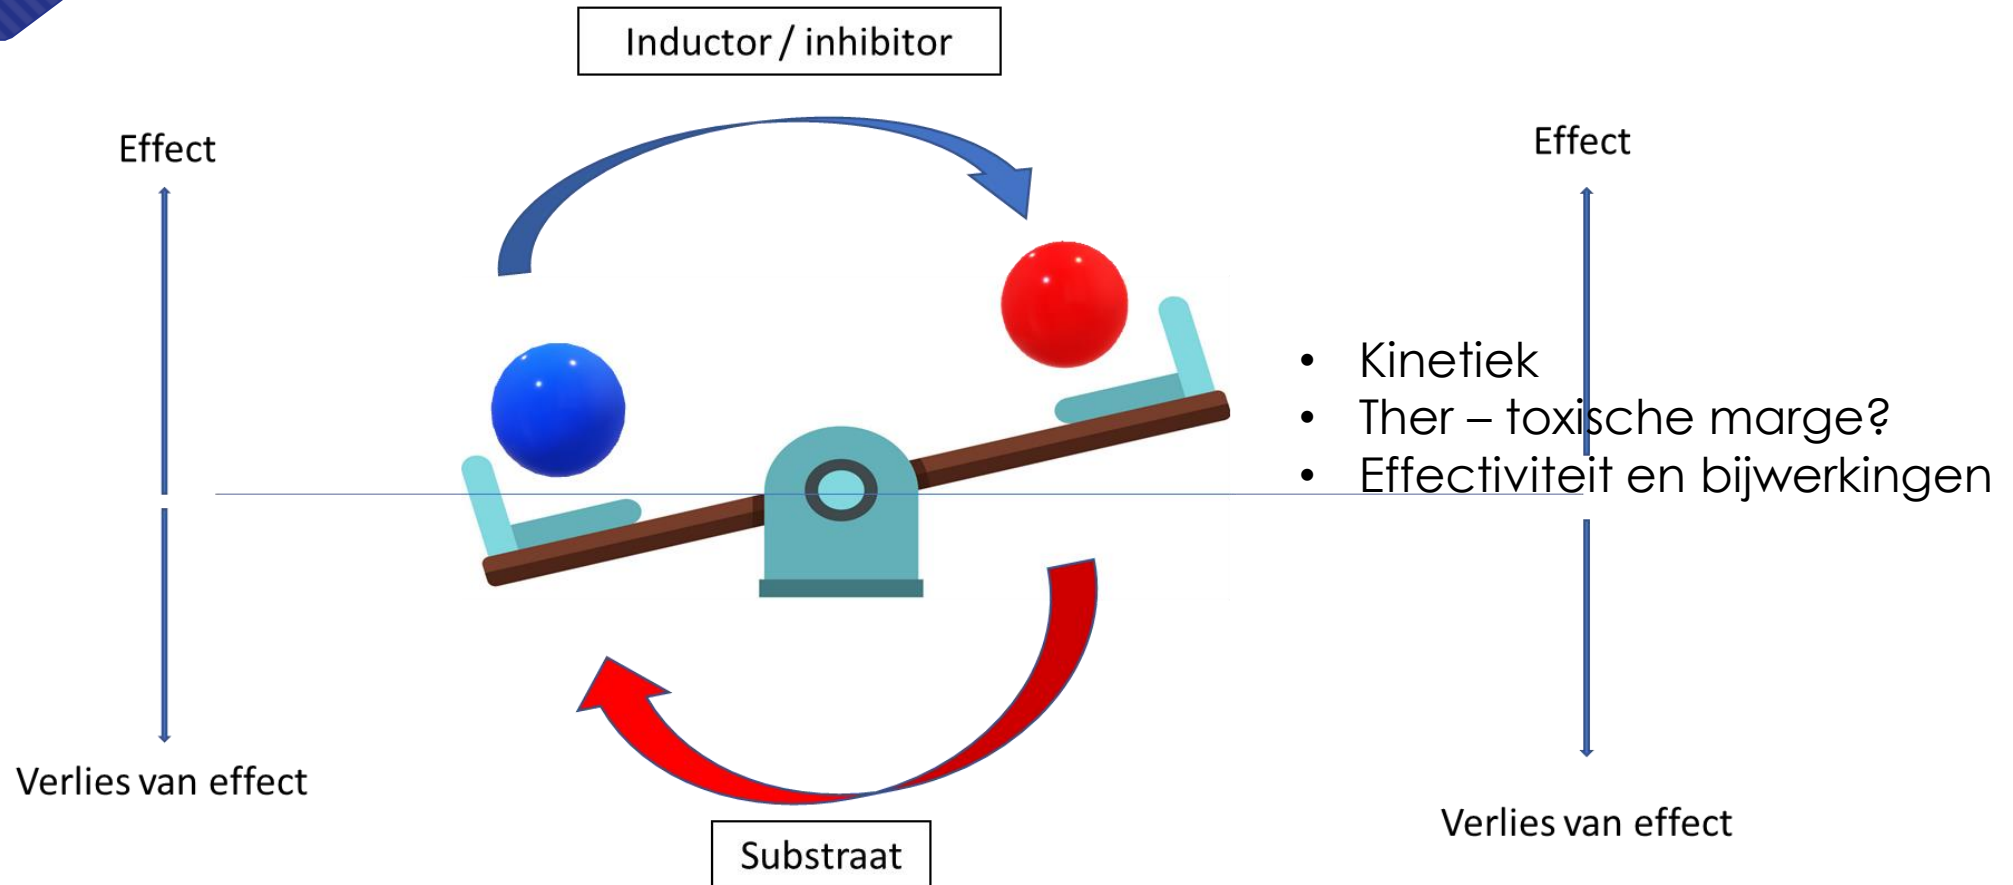 Inductor / inhibitor
Effect
Effect
• Kinetiek
• Ther – toxische marge?
• Effectiviteit en bijwerkingen
Verlies van effect
Verlies van effect
Substraat